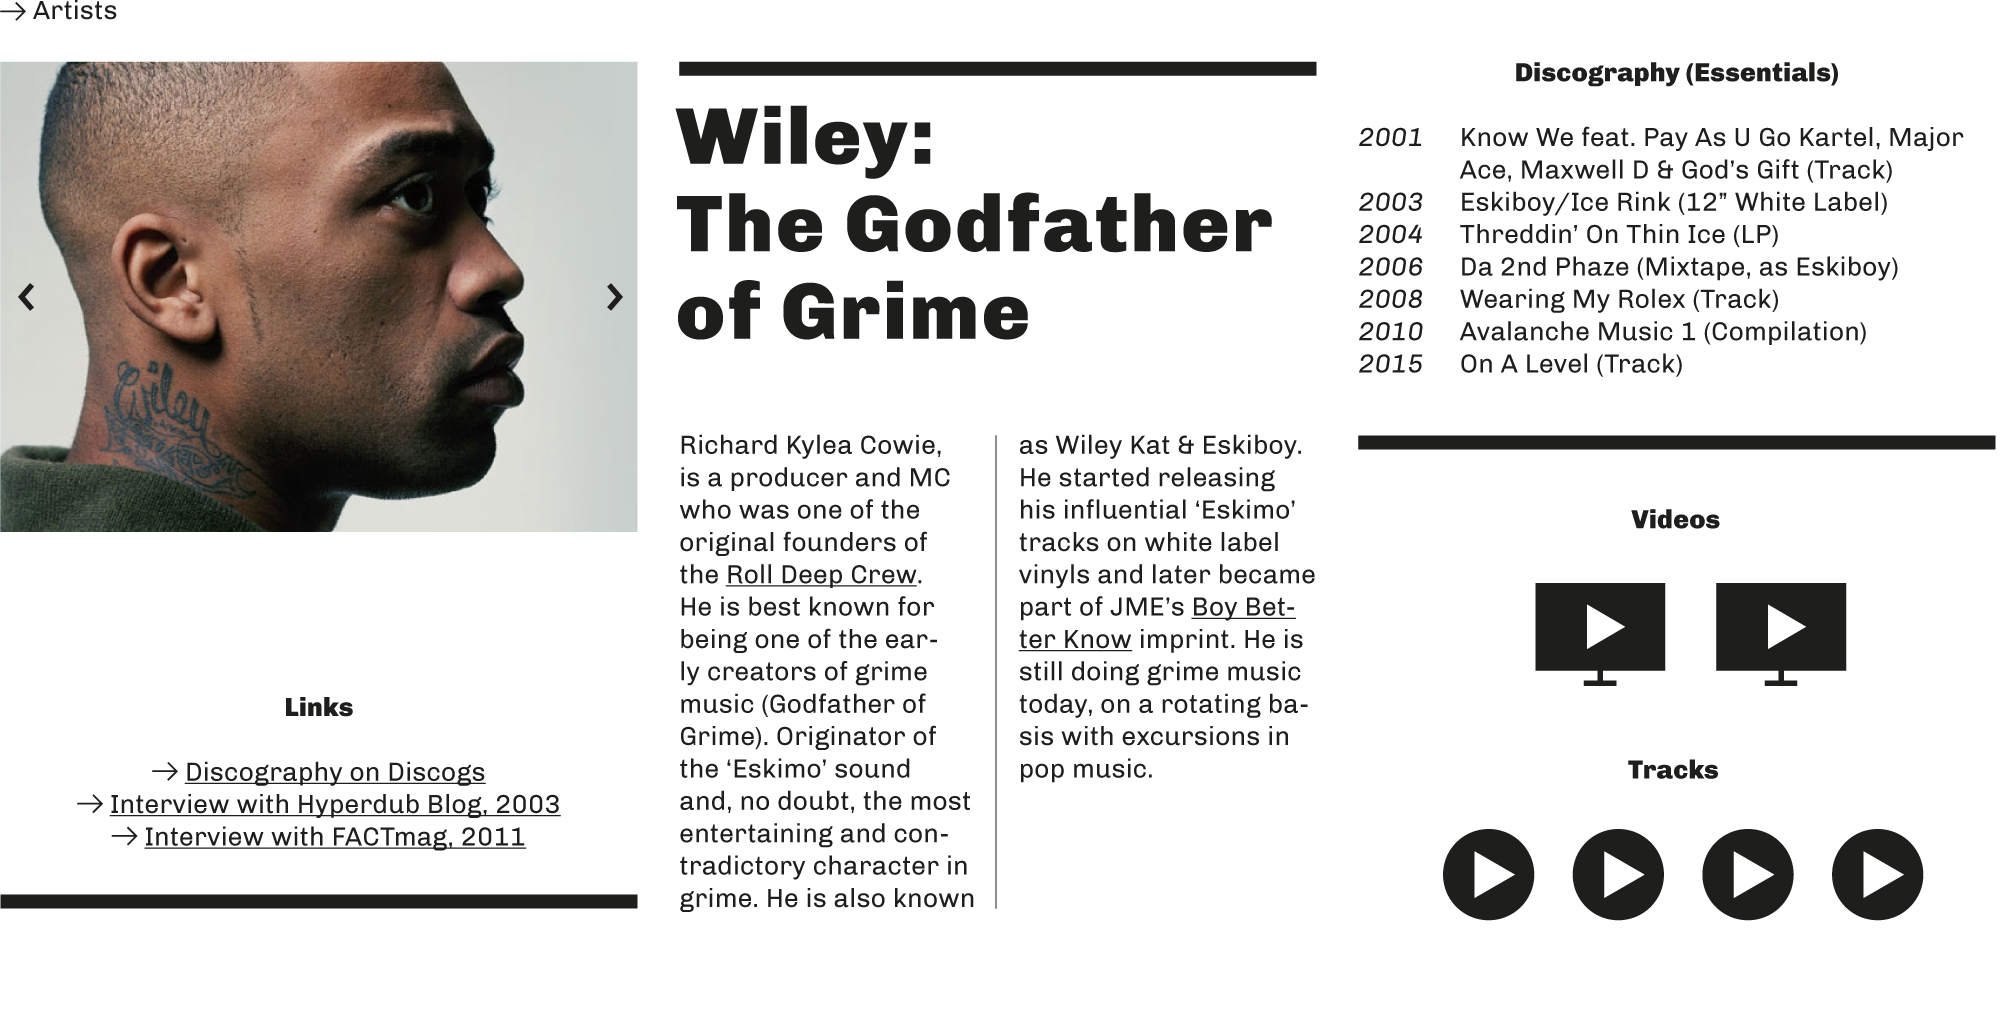 → Artists
Wiley
Links
→ Discography on Discogs
→ Interview with Hyperdub Blog, 2003
→ Interview with FACTmag, 2011
Wiley:
The Godfather
of Grime
Richard Kylea Cowie,
is a producer and MC
who was one of the
original founders of
the Roll Deep Crew.
He is best known for
being one of the ear-
ly creators of grime
music (Godfather of
Grime). Originator of
the ‘Eskimo’ sound
and, no doubt, the most
entertaining and con-
tradictory character in
grime. He is also known
as Wiley Kat & Eskiboy.
He started releasing
his influential ‘Eskimo’
tracks on white label
vinyls and later became
part of JME’s Boy Bet-
ter Know imprint. He is
still doing grime music
today, on a rotating ba-
sis with excursions in
pop music.
Discography (Essentials)
2001 Know We feat. Pay As U Go Kartel, Major
Ace, Maxwell D & God’s Gift (Track)
2003 Eskiboy/Ice Rink (12” White Label)
2004 Threddin’ On Thin Ice (LP)
2006 Da 2nd Phaze (Mixtape, as Eskiboy)
2008 Wearing My Rolex (Track)
2010 Avalanche Music 1 (Compilation)
2015 On A Level (Track)
Videos
Tracks